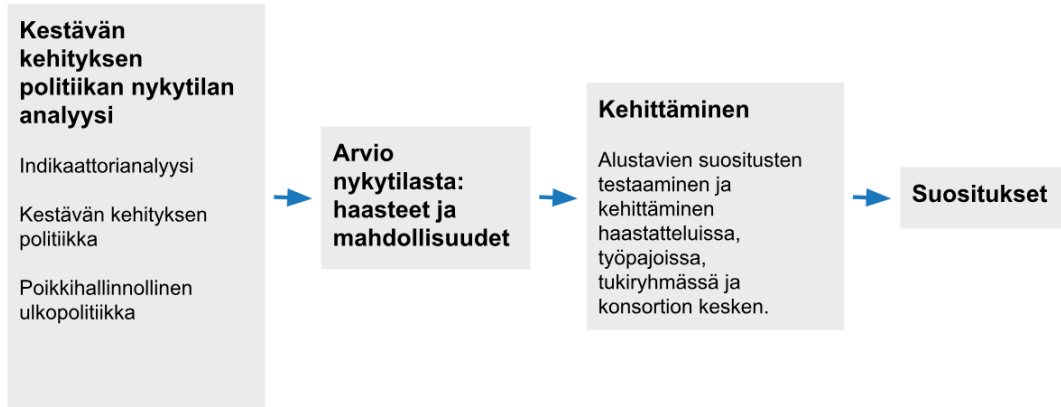 Kestävän
kehityksen
politiikan nykytilan
analyysi
Indikaattorianalyysi
Kestävän kehityksen
politiikka
Poikkihallinnollinen
ulkopolitiikka
Arvio
nykytilasta:
haasteet ja
mahdollisuudet
Kehittäminen
Alustavien suositusten
testaaminen ja
kehittäminen
haastatteluissa,
työpajoissa,
tukiryhmässä ja
konsortion kesken.
Suositukset